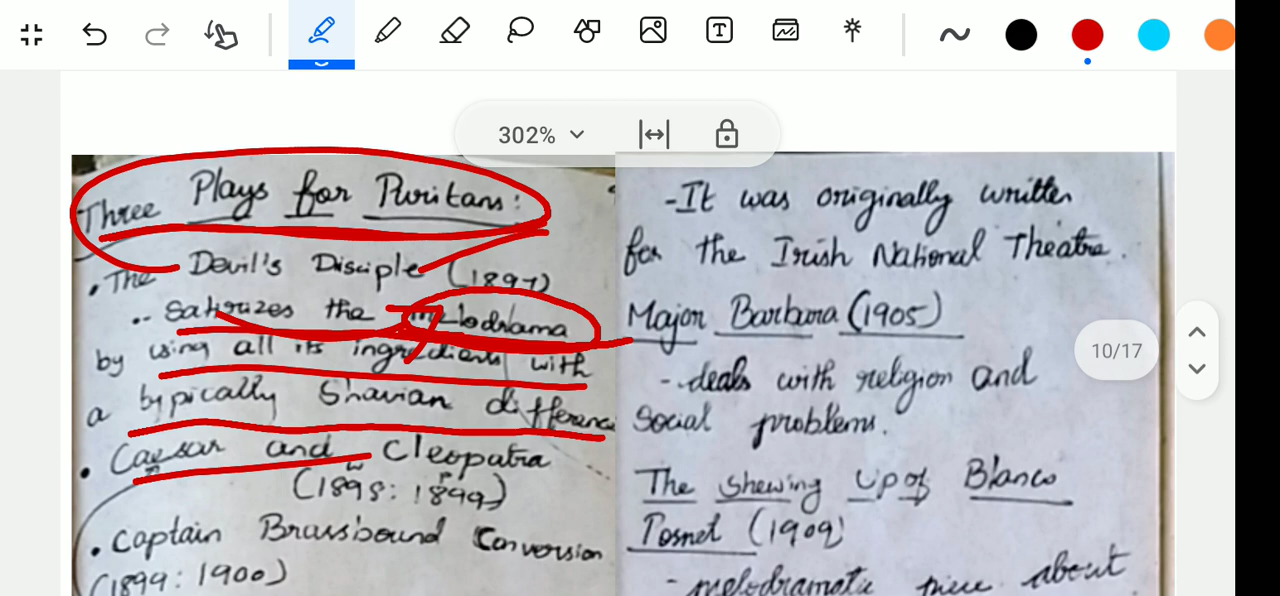 302%
Three Plays for Puritans:
. The Devil's Disciple (1897)
.. Satirizes the melodrama
by using all its ingredients with
a typically Shavian difference
. Caesar and Cleopatra
(1898: 1899)
w P
. Captain Brassbound Conversion
(1899: 1900)
-It was originally written
for the Irish National Theatre.
Major Barbara (1905)
- deals with religion and
social problems.
The Shewing Up of Blanco
Posnet (1909)
- melodramatic piece about
10/17